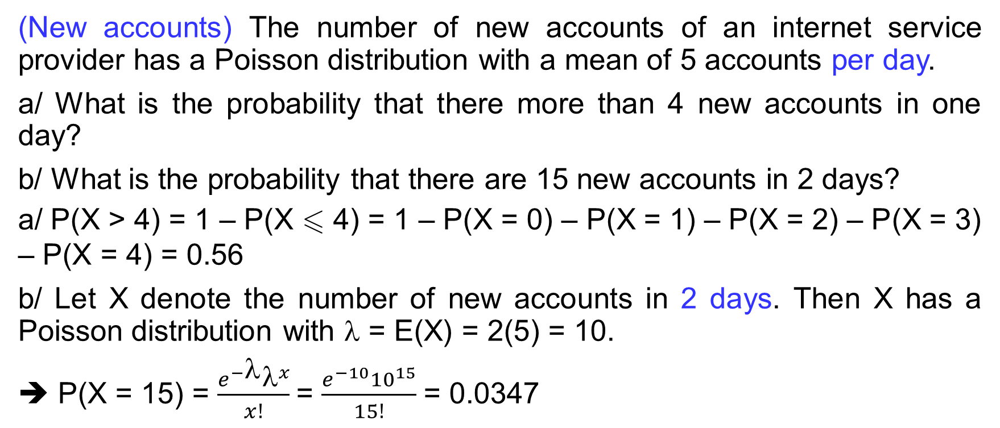 (New accounts) The number of new accounts of an internet service
provider has a Poisson distribution with a mean of 5 accounts per day.
a/ What is the probability that there more than 4 new accounts in one
day?
b/ What is the probability that there are 15 new accounts in 2 days?
a/ P(X > 4) = 1 – P(X ⩽ 4) = 1 – P(X = 0) – P(X = 1) – P(X = 2) – P(X = 3)
– P(X = 4) = 0.56
b/ Let X denote the number of new accounts in 2 days. Then X has a
Poisson distribution with λ = E(X) = 2(5) = 10.
➔ P(X = 15) = \frac{e^{-λ}λ^{x}}{x!} = \frac{e^{-10}10^{15}}{15!} = 0.0347